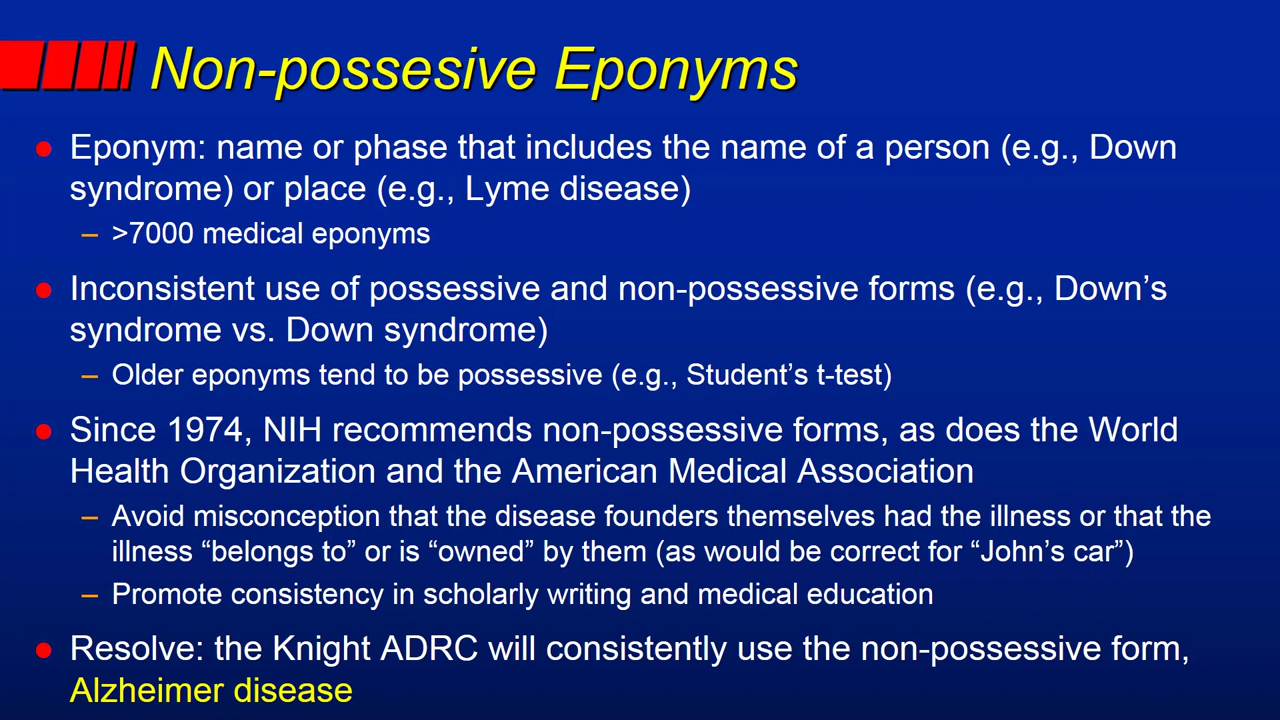 Non-possesive Eponyms
● Eponym: name or phase that includes the name of a person (e.g., Down
syndrome) or place (e.g., Lyme disease)
– >7000 medical eponyms
● Inconsistent use of possessive and non-possessive forms (e.g., Down’s
syndrome vs. Down syndrome)
– Older eponyms tend to be possessive (e.g., Student’s t-test)
● Since 1974, NIH recommends non-possessive forms, as does the World
Health Organization and the American Medical Association
– Avoid misconception that the disease founders themselves had the illness or that the
illness “belongs to” or is “owned” by them (as would be correct for “John’s car”)
– Promote consistency in scholarly writing and medical education
● Resolve: the Knight ADRC will consistently use the non-possessive form,
Alzheimer disease